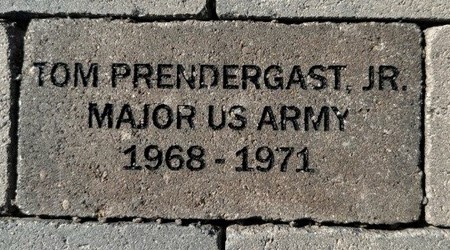 TOM PRENDERGAST, JR.
MAJOR US ARMY
1968 - 1971